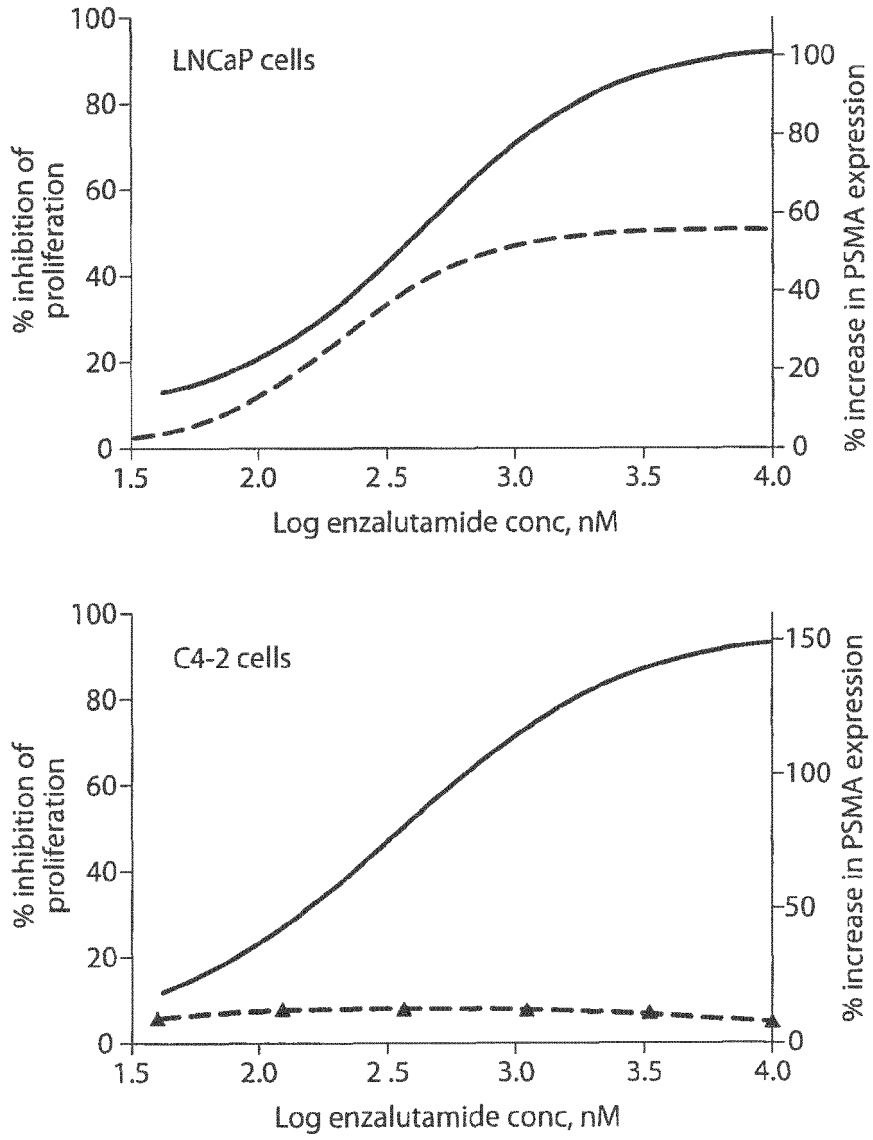 100
80
60
40
20
0
% inhibition of
proliferation
LNCaP cells
100
80
60
40
20
0
% increase in PSMA expression
1.5 2.0 2.5 3.0 3.5 4.0
Log enzalutamide conc, nM
100
80
60
40
20
0
% inhibition of
proliferation
C4-2 cells
150
100
50
0
% increase in PSMA expression
1.5 2.0 2.5 3.0 3.5 4.0
Log enzalutamide conc, nM